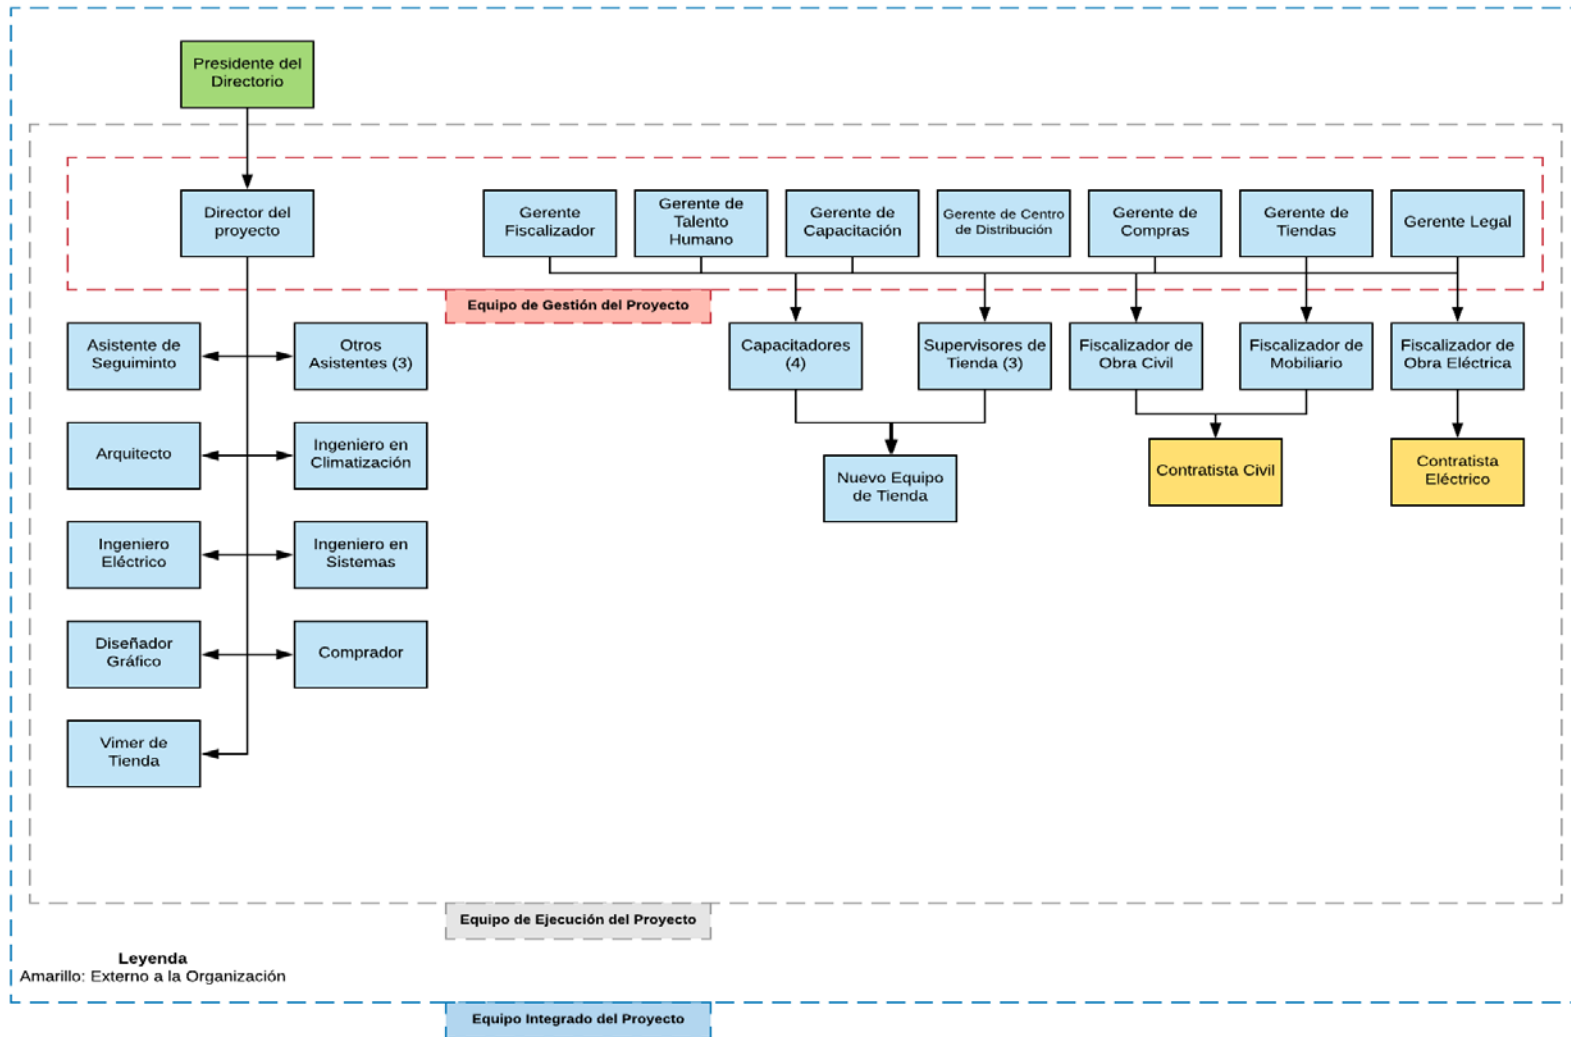 Presidente del
Directorio
Director del
proyecto
Gerente
Fiscalizador
Gerente de
Talento
Humano
Gerente de
Capacitación
Gerente de Centro
de Distribución
Gerente de
Compras
Gerente de
Tiendas
Gerente Legal
Equipo de Gestión del Proyecto
Asistente de
Seguiminto
Otros
Asistentes (3)
Capacitadores
(4)
Supervisores de
Tienda (3)
Fiscalizador de
Obra Civil
Fiscalizador de
Mobiliario
Fiscalizador de
Obra Eléctrica
Arquitecto
Ingeniero en
Climatización
Nuevo Equipo
de Tienda
Contratista Civil
Contratista
Eléctrico
Ingeniero
Eléctrico
Ingeniero en
Sistemas
Diseñador
Gráfico
Comprador
Vimer de
Tienda
Equipo de Ejecución del Proyecto
Leyenda
Amarillo: Externo a la Organización
Equipo Integrado del Proyecto